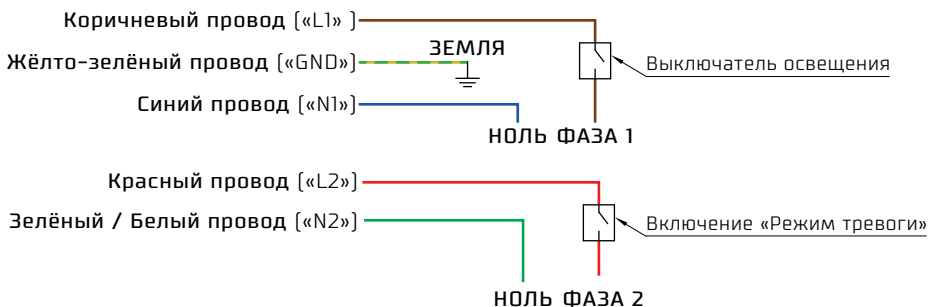 Коричневый провод («L1»)
ЗЕМЛЯ
Жёлто-зелёный провод («GND»)
Выключатель освещения
Синий провод («N1»)
НОЛЬ ФАЗА 1
Красный провод («L2»)
Зелёный / Белый провод («N2»)
Включение «Режим тревоги»
НОЛЬ ФАЗА 2